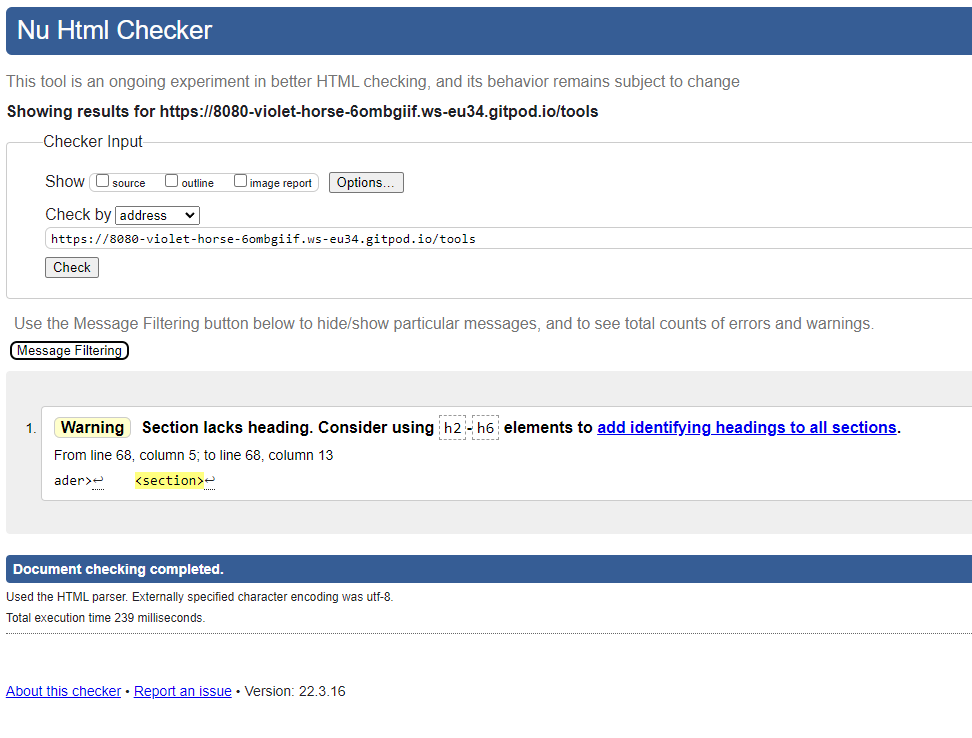 Nu Html Checker
This tool is an ongoing experiment in better HTML checking, and its behavior remains subject to change
Showing results for https://8080-violet-horse-6ombgiif.ws-eu34.gitpod.io/tools
Checker Input
Show source outline image report Options...
Check by address
https://8080-violet-horse-6ombgiif.ws-eu34.gitpod.io/tools
Check
Use the Message Filtering button below to hide/show particular messages, and to see total counts of errors and warnings.
Message Filtering
1. Warning Section lacks heading. Consider using h2-h6 elements to add identifying headings to all sections.
From line 68, column 5; to line 68, column 13
ader>↩ <section>↩
Document checking completed.
Used the HTML parser. Externally specified character encoding was utf-8.
Total execution time 239 milliseconds.
About this checker • Report an issue • Version: 22.3.16